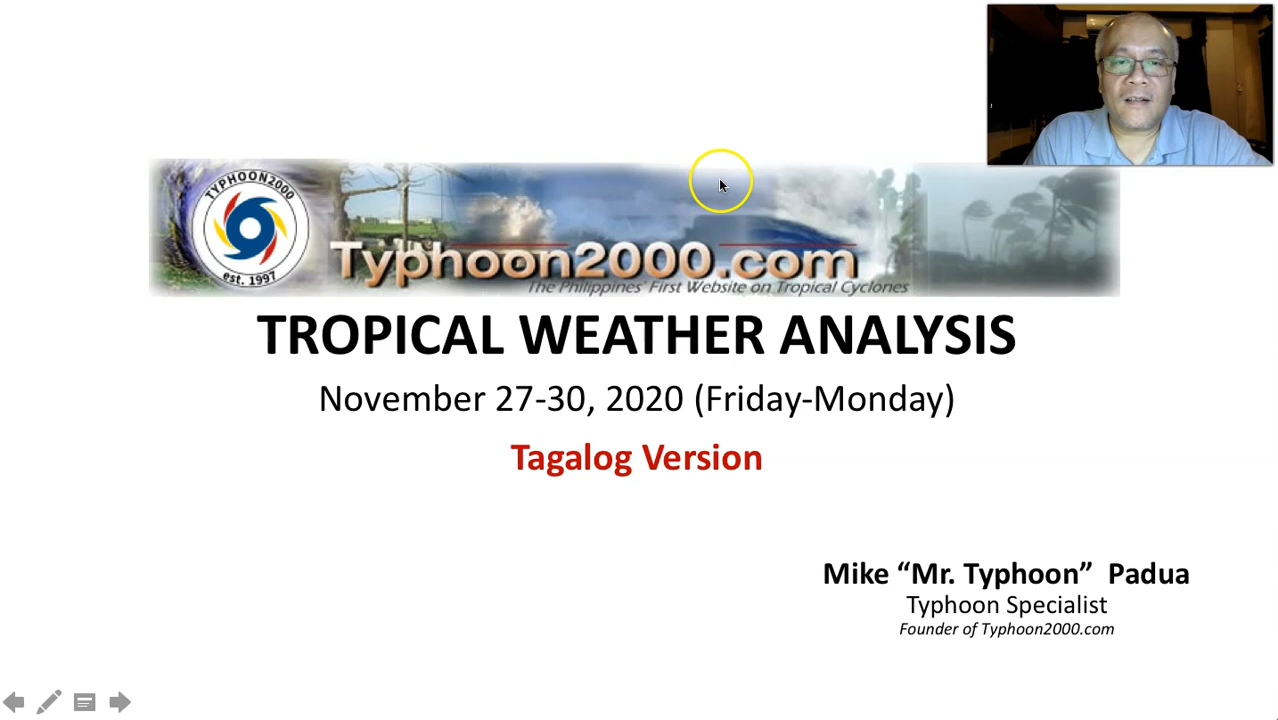 TYPHOON2000
est. 1997
Typhoon2000.com
The Philippines' First Website on Tropical Cyclones
TROPICAL WEATHER ANALYSIS
November 27-30, 2020 (Friday-Monday)
Tagalog Version
Mike “Mr. Typhoon”  Padua
Typhoon Specialist
Founder of Typhoon2000.com